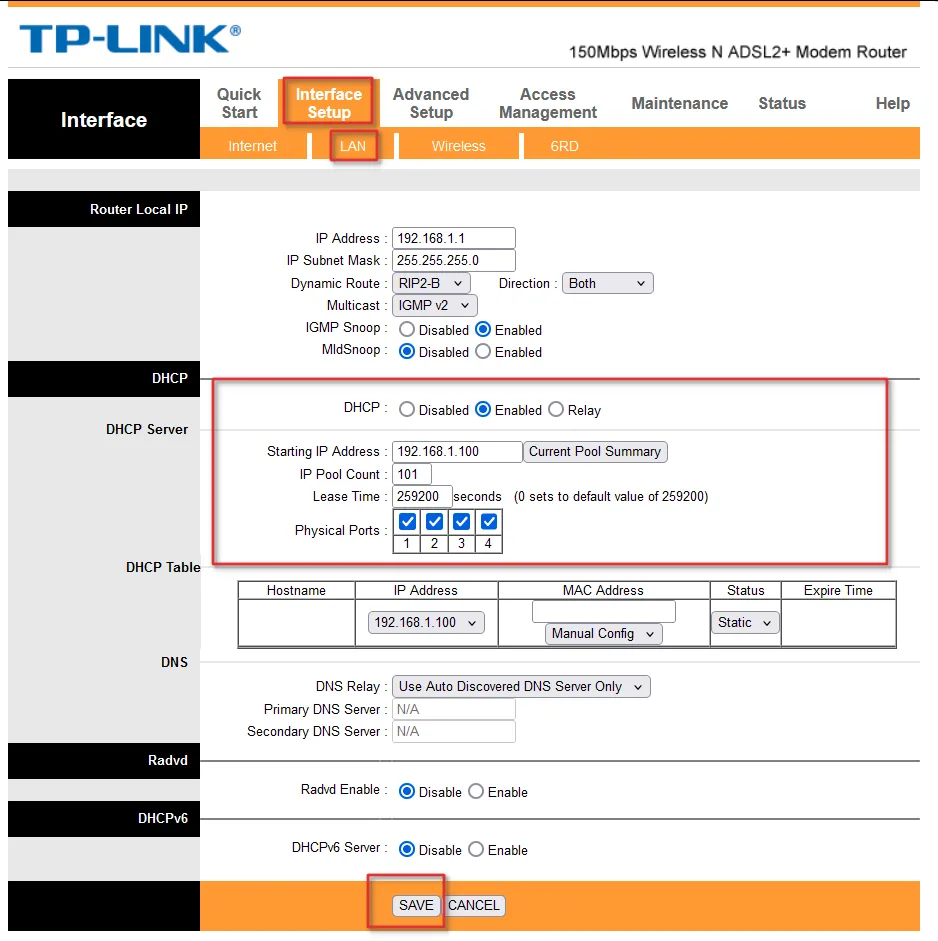 TP-LINK®
150Mbps Wireless N ADSL2+ Modem Router
Interface
Quick Start
Interface Setup
Advanced Setup
Access Management
Maintenance
Status
Help
Internet
LAN
Wireless
6RD
Router Local IP
IP Address : 192.168.1.1
IP Subnet Mask : 255.255.255.0
Dynamic Route : RIP2-B Direction : Both
Multicast : IGMP v2
IGMP Snoop : Disabled Enabled
MldSnoop : Disabled Enabled
DHCP
DHCP : Disabled Enabled Relay
DHCP Server
Starting IP Address : 192.168.1.100 Current Pool Summary
IP Pool Count : 101
Lease Time : 259200 seconds (0 sets to default value of 259200)
Physical Ports :
1 2 3 4
DHCP Table
Hostname IP Address MAC Address Status Expire Time
192.168.1.100 Manual Config Static
DNS
DNS Relay : Use Auto Discovered DNS Server Only
Primary DNS Server : N/A
Secondary DNS Server : N/A
Radvd
Radvd Enable : Disable Enable
DHCPv6
DHCPv6 Server : Disable Enable
SAVE CANCEL